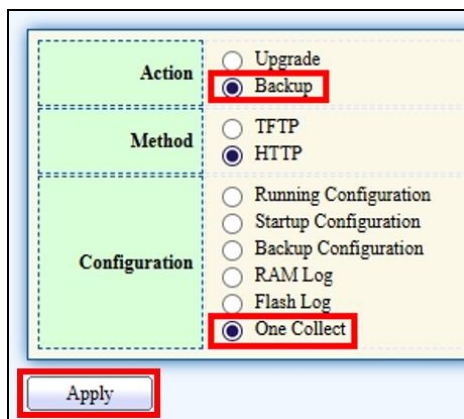 Action
Upgrade
Backup
Method
TFTP
HTTP
Configuration
Running Configuration
Startup Configuration
Backup Configuration
RAM Log
Flash Log
One Collect
Apply